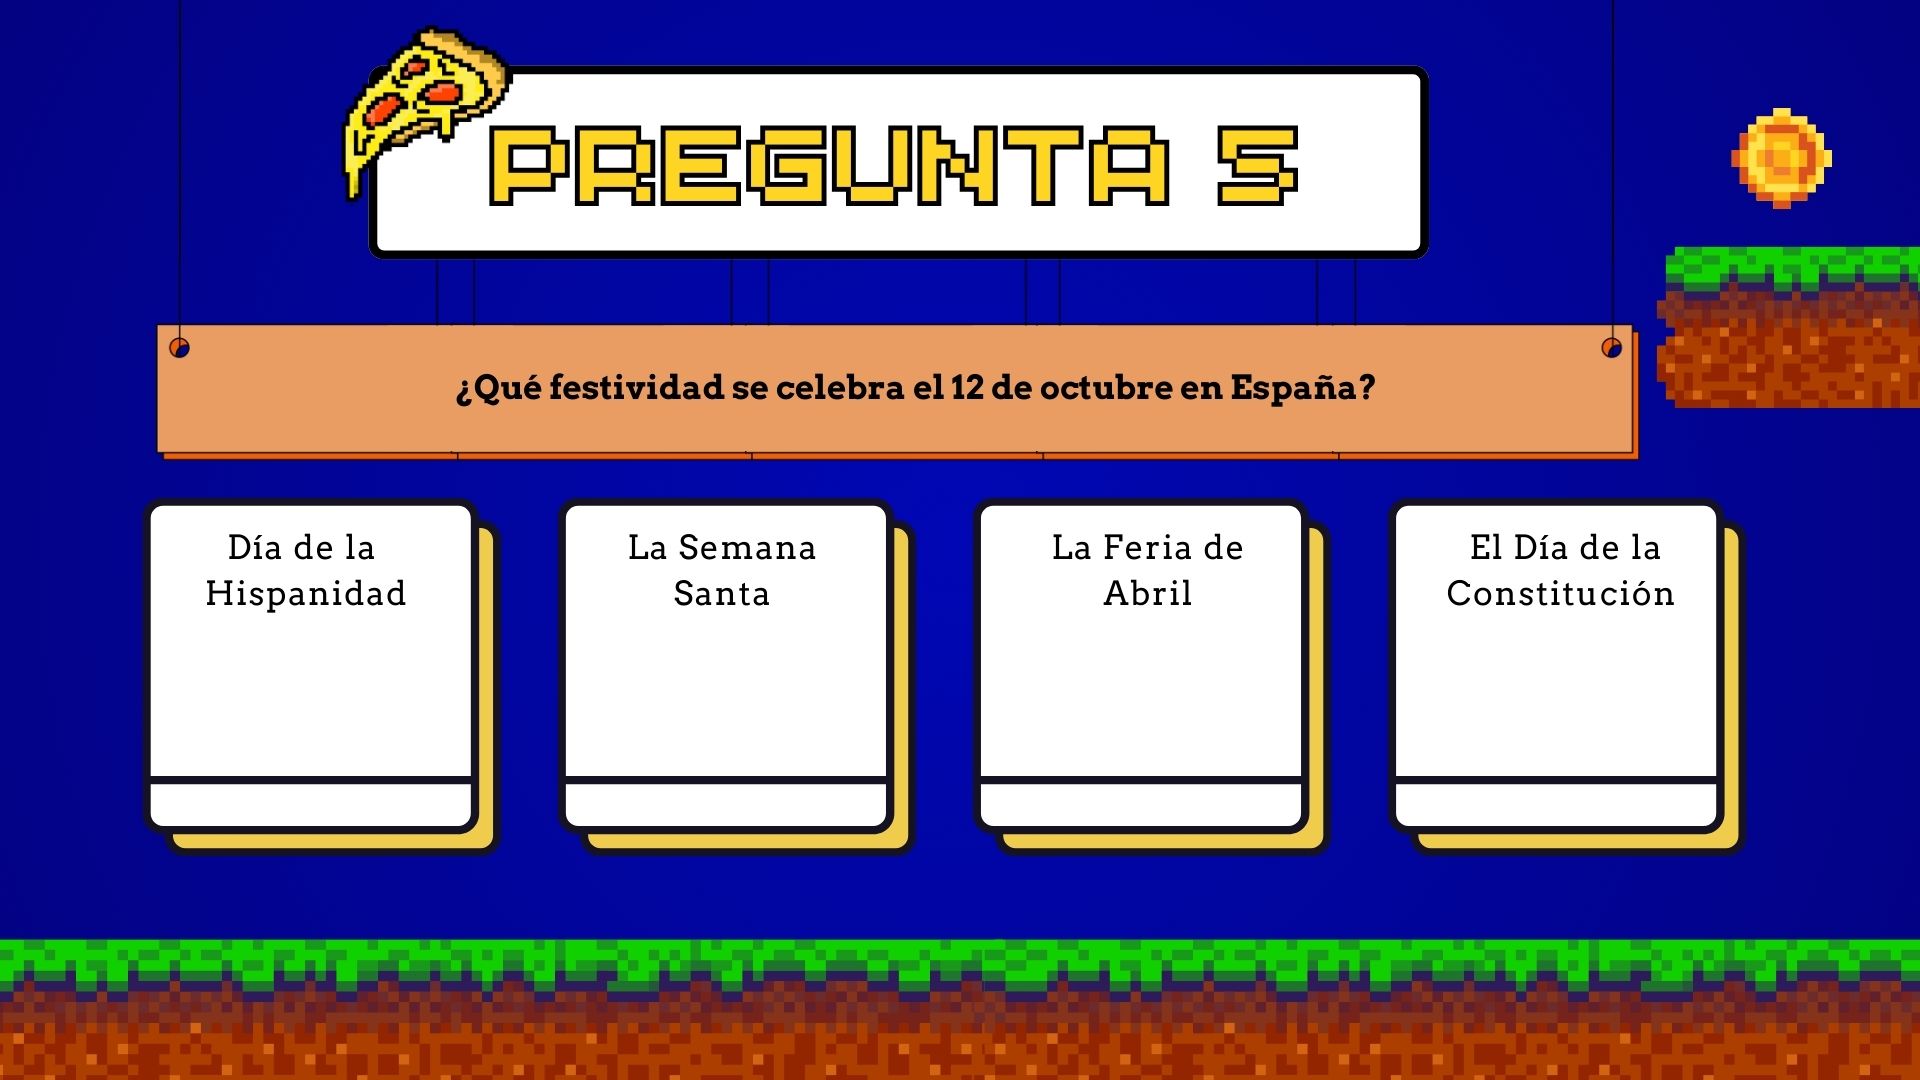 PREGUNTA 5
¿Qué festividad se celebra el 12 de octubre en España?
Día de la
Hispanidad
La Semana
Santa
La Feria de
Abril
El Día de la
Constitución